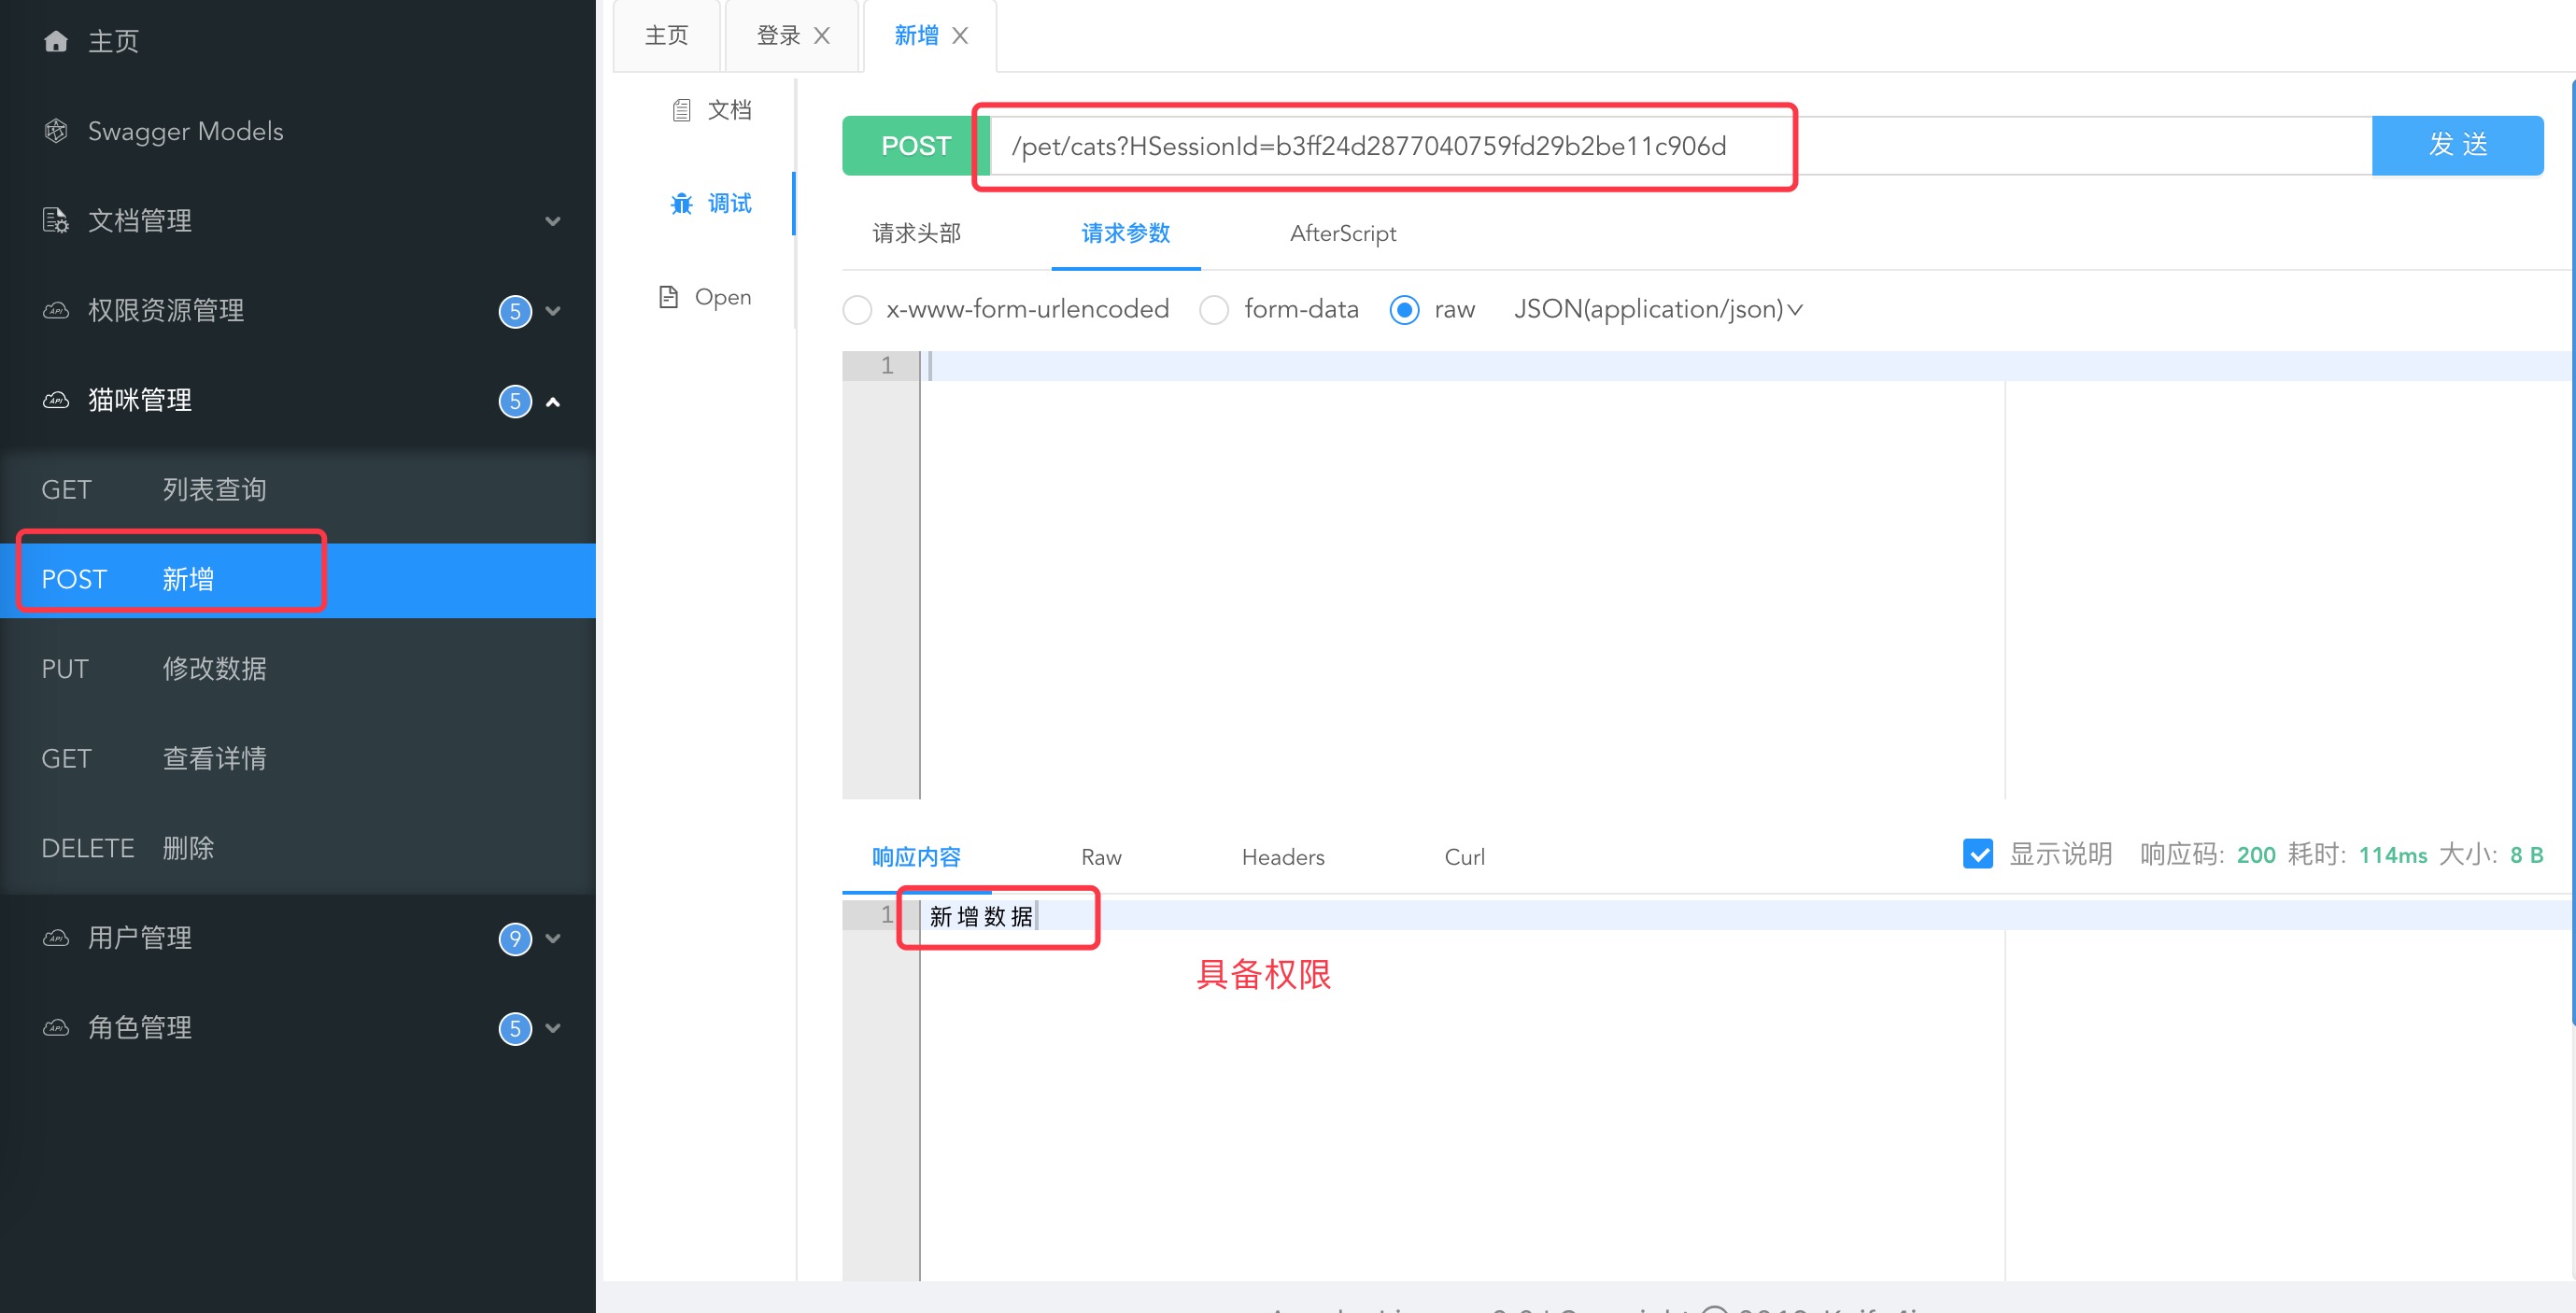 主页
Swagger Models
文档管理
权限资源管理 5
猫咪管理 5
GET 列表查询
POST 新增
PUT 修改数据
GET 查看详情
DELETE 删除
用户管理 9
角色管理 5
主页 登录 新增
文档
调试
Open
POST /pet/cats?HSessionId=b3ff24d2877040759fd29b2be11c906d 发 送
请求头部 请求参数 AfterScript
x-www-form-urlencoded form-data raw JSON(application/json)
1
响应内容 Raw Headers Curl 显示说明 响应码: 200 耗时: 114ms 大小: 8 B
1 新增数据
具备权限